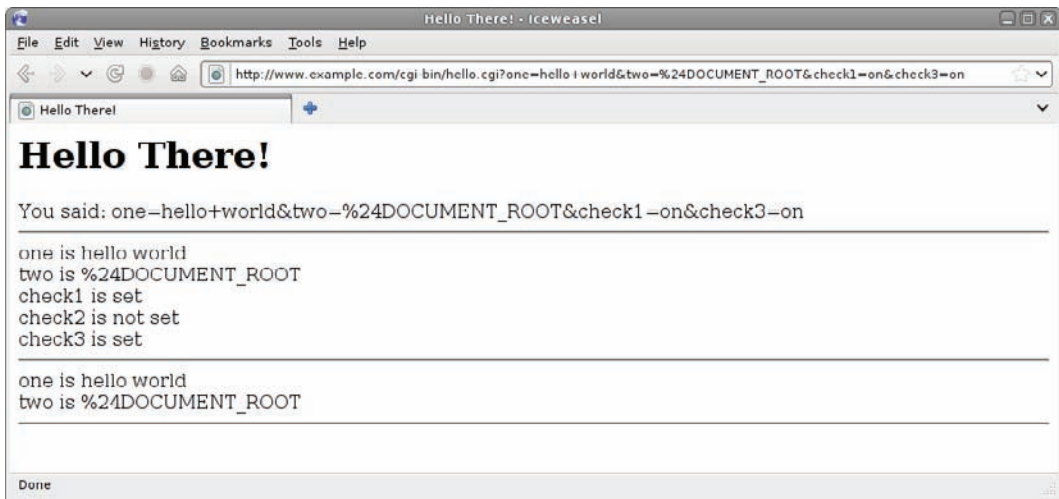 Hello There! - Iceweasel
File Edit View History Bookmarks Tools Help
http://www.example.com/cgi-bin/hello.cgi?one=hello+world&two=%24DOCUMENT_ROOT&check1=on&check3=on
Hello There!
Hello There!
You said: one=hello+world&two=%24DOCUMENT_ROOT&check1=on&check3=on
one is hello world
two is %24DOCUMENT_ROOT
check1 is set
check2 is not set
check3 is set
one is hello world
two is %24DOCUMENT_ROOT
Done